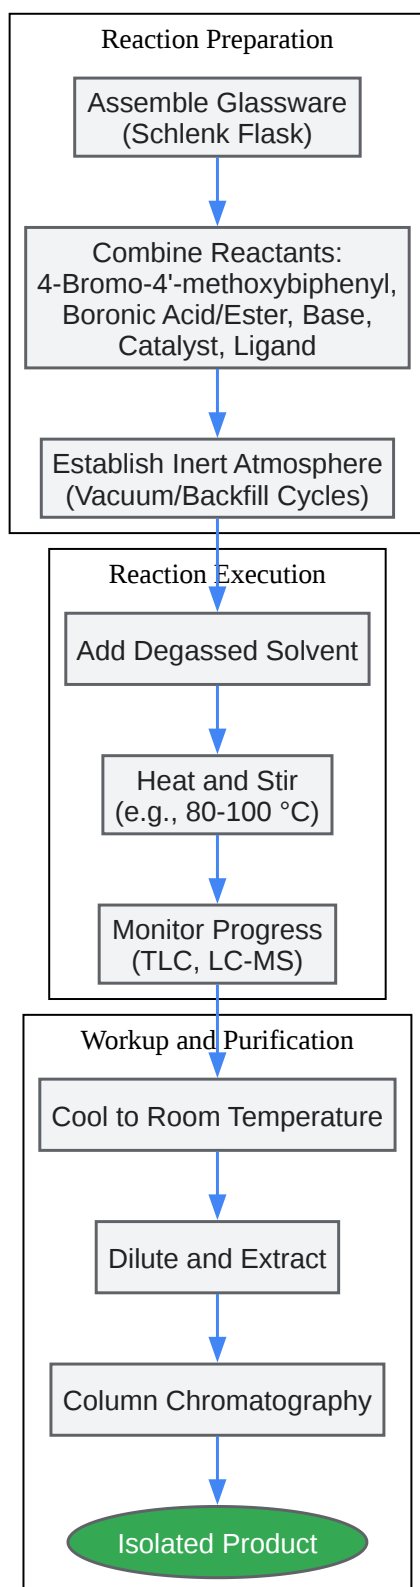 Reaction Preparation
Assemble Glassware
(Schlenk Flask)
Combine Reactants:
4-Bromo-4'-methoxybiphenyl,
Boronic Acid/Ester, Base,
Catalyst, Ligand
Establish Inert Atmosphere
(Vacuum/Backfill Cycles)
Reaction Execution
Add Degassed Solvent
Heat and Stir
(e.g., 80-100 °C)
Monitor Progress
(TLC, LC-MS)
Workup and Purification
Cool to Room Temperature
Dilute and Extract
Column Chromatography
Isolated Product